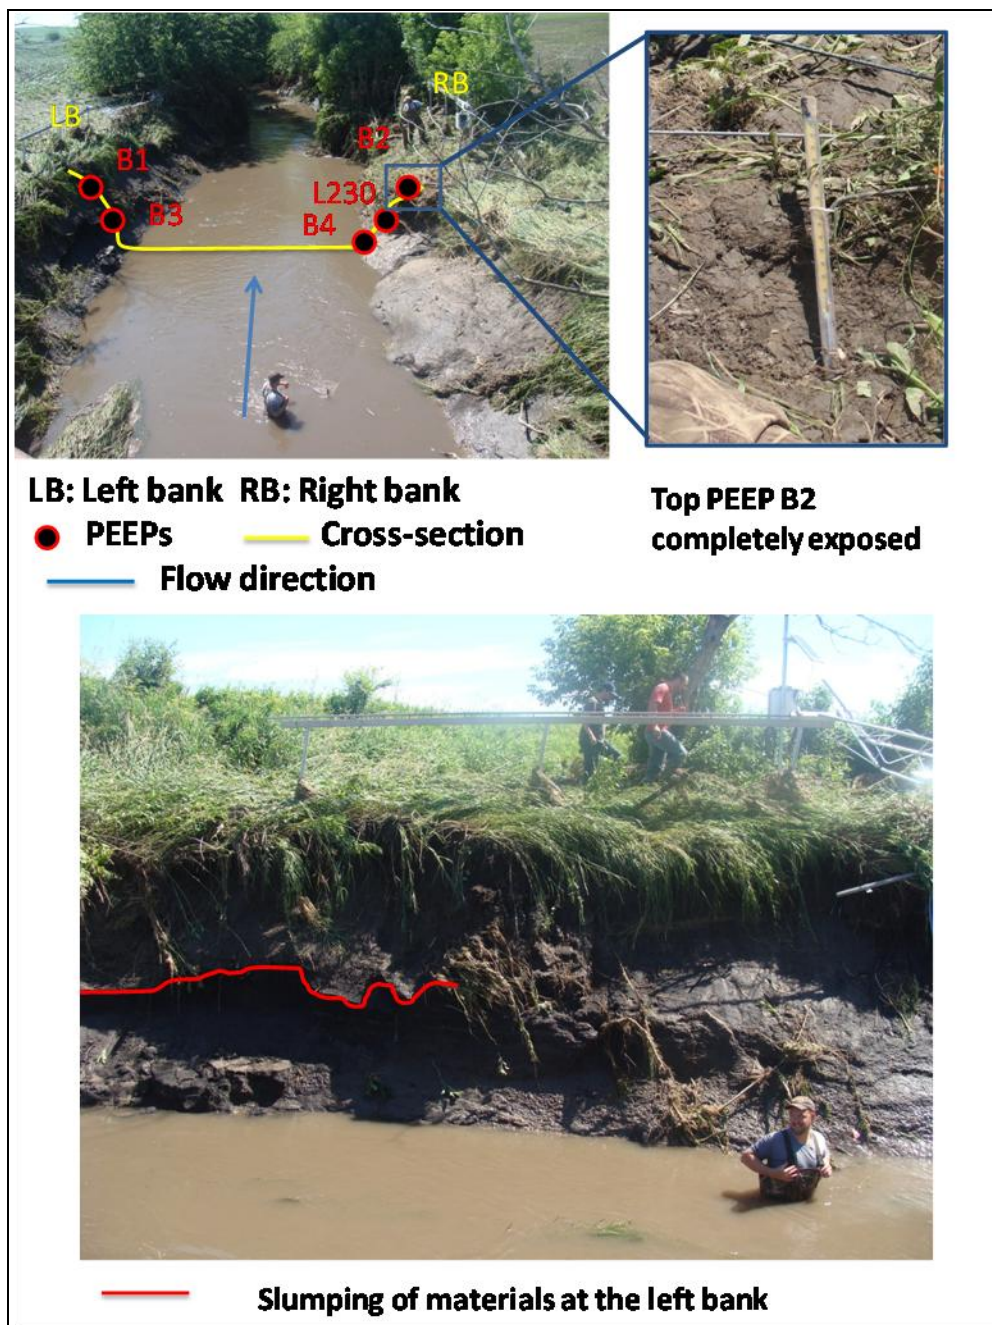 LB
RB
B1
B2
B3
L230
B4
LB: Left bank RB: Right bank
PEEPs Cross-section
Flow direction
Top PEEP B2
completely exposed
Slumping of materials at the left bank